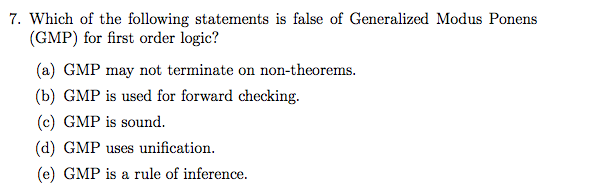 7. Which of the following statements is false of Generalized Modus Ponens
(GMP) for first order logic?
(a) GMP may not terminate on non-theorems.
(b) GMP is used for forward checking.
(c) GMP is sound.
(d) GMP uses unification.
(e) GMP is a rule of inference.